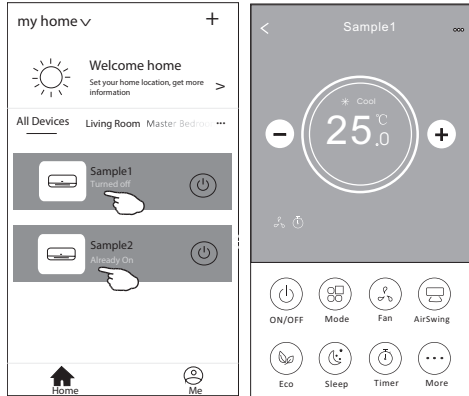 my home
Welcome home
Set your home location, get more
information
All Devices Living Room Master Bedroo
Sample1
Turned off
Sample2
Already On
Home Me
Sample1
Cool
25.0 ℃
ON/OFF Mode Fan AirSwing
Eco Sleep Timer More